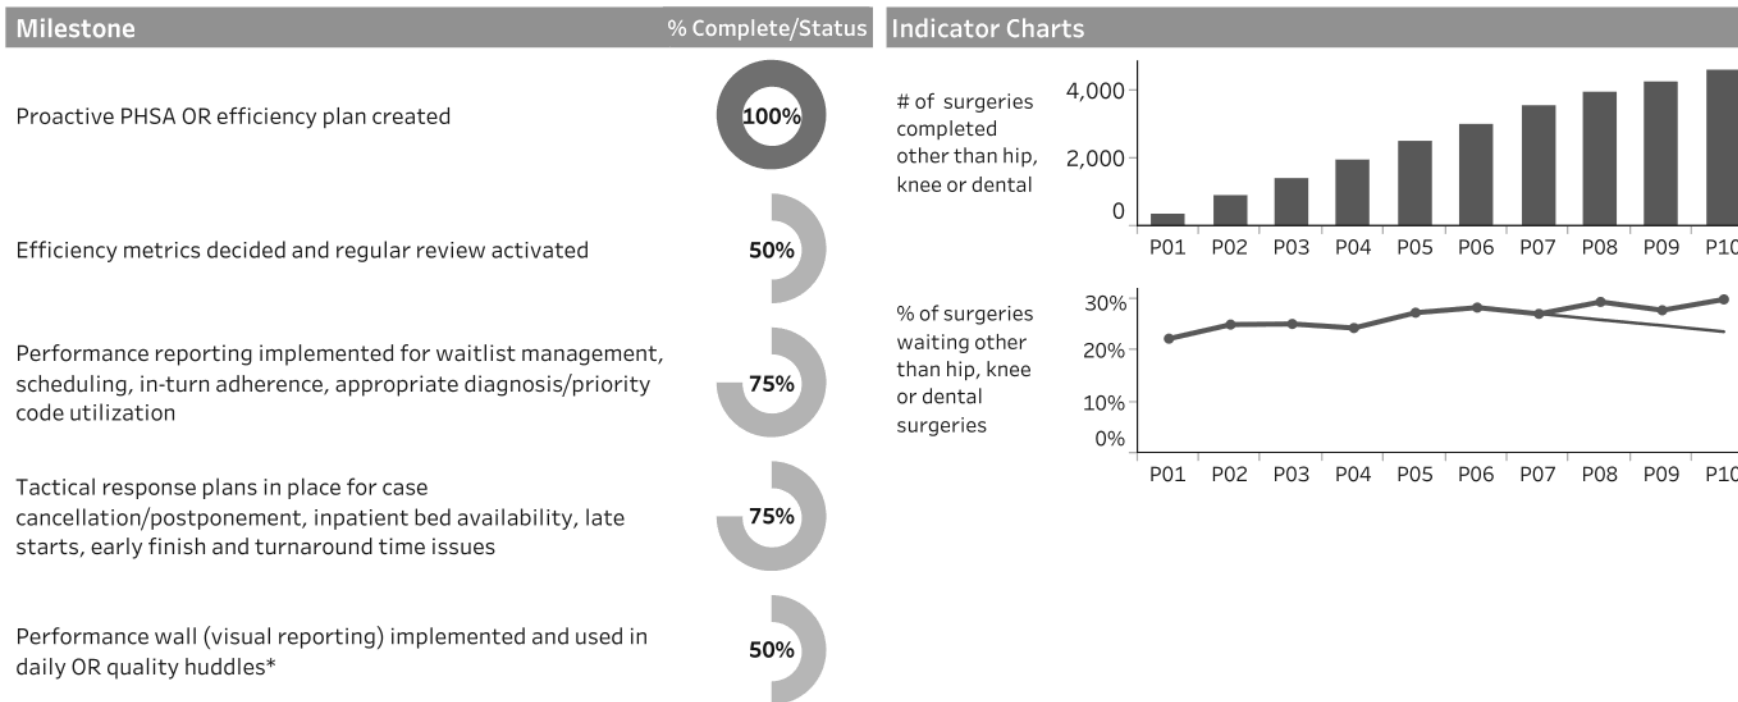 Milestone
% Complete/Status
Proactive PHSA OR efficiency plan created
100%
Efficiency metrics decided and regular review activated
50%
Performance reporting implemented for waitlist management,
scheduling, in-turn adherence, appropriate diagnosis/priority
code utilization
75%
Tactical response plans in place for case
cancellation/postponement, inpatient bed availability, late
starts, early finish and turnaround time issues
75%
Performance wall (visual reporting) implemented and used in
daily OR quality huddles*
50%
Indicator Charts
# of surgeries
completed
other than hip,
knee or dental
4,000
2,000
0
P01 P02 P03 P04 P05 P06 P07 P08 P09 P10
% of surgeries
waiting other
than hip, knee
or dental
surgeries
30%
20%
10%
0%
P01 P02 P03 P04 P05 P06 P07 P08 P09 P10